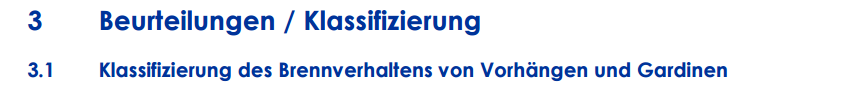 3 Beurteilungen / Klassifizierung
3.1 Klassifizierung des Brennverhaltens von Vorhängen und Gardinen